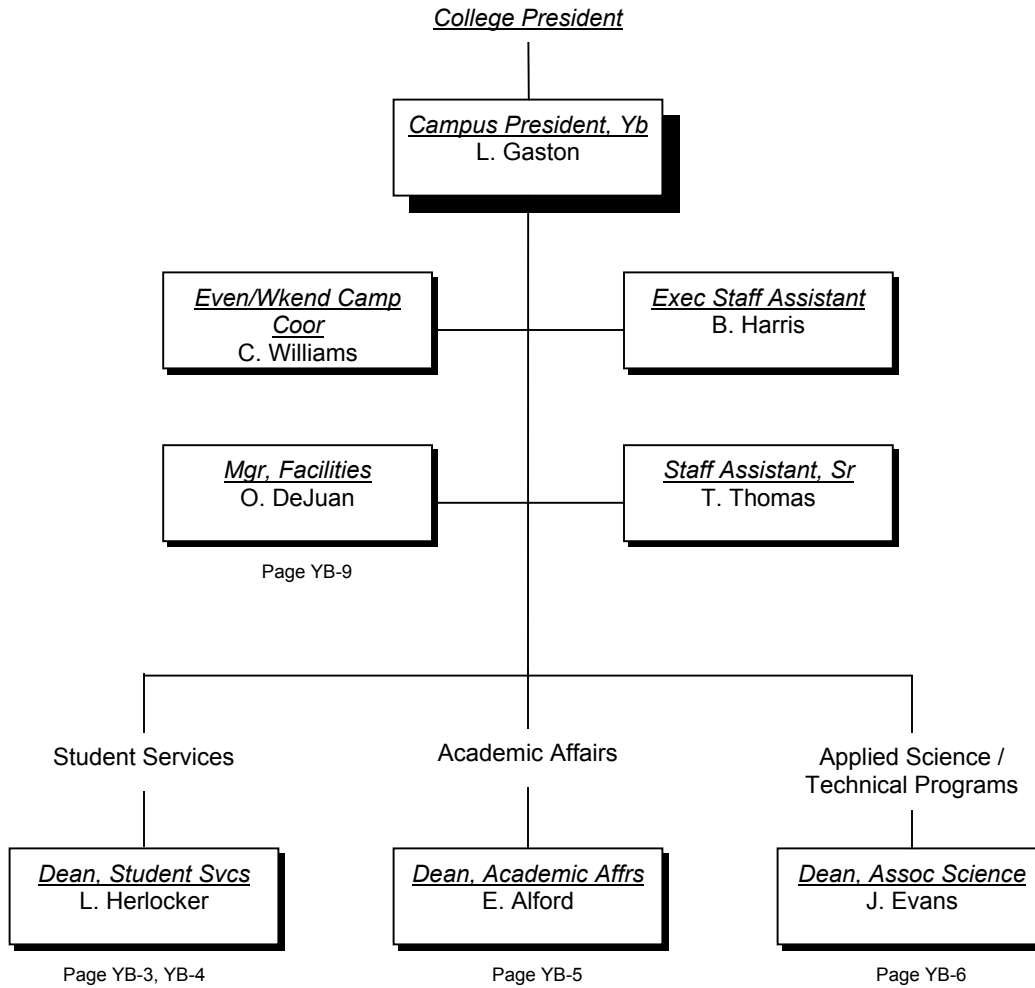 College President
Campus President, Yb
L. Gaston
Even/Wkend Camp
Coor
C. Williams
Exec Staff Assistant
B. Harris
Mgr, Facilities
O. DeJuan
Staff Assistant, Sr
T. Thomas
Page YB-9
Student Services
Academic Affairs
Applied Science /
Technical Programs
Dean, Student Svcs
L. Herlocker
Dean, Academic Affrs
E. Alford
Dean, Assoc Science
J. Evans
Page YB-3, YB-4
Page YB-5
Page YB-6